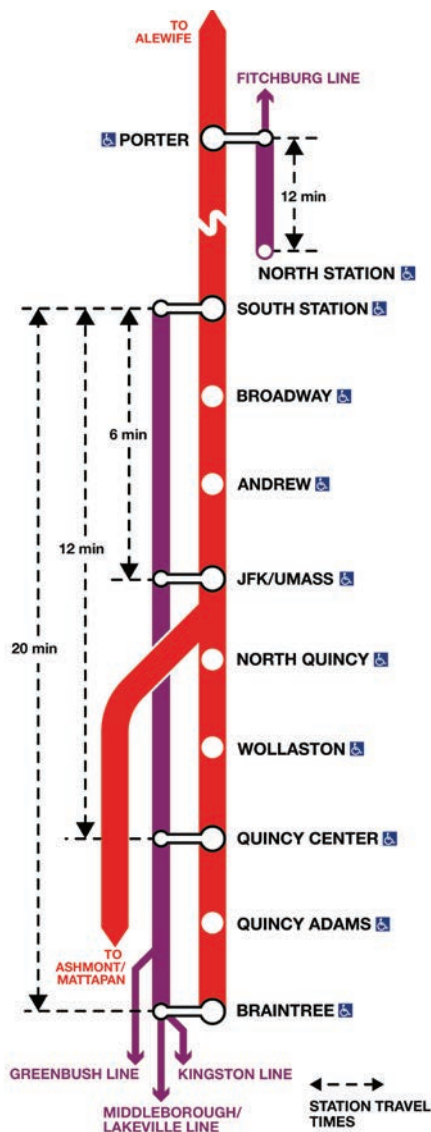 TO
ALEWIFE
FITCHBURG LINE
PORTER
12 min
NORTH STATION
SOUTH STATION
BROADWAY
6 min
ANDREW
12 min
JFK/UMASS
20 min
NORTH QUINCY
WOLLASTON
QUINCY CENTER
QUINCY ADAMS
TO
ASHMONT/
MATTAPAN
BRAINTREE
GREENBUSH LINE
KINGSTON LINE
MIDDLEBOROUGH/
LAKEVILLE LINE
STATION TRAVEL
TIMES